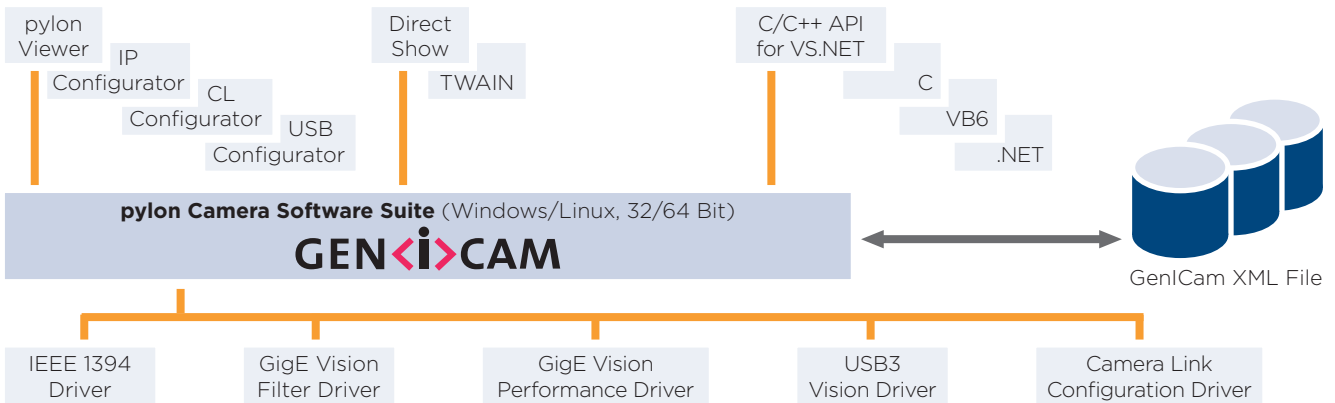 pylon
Viewer
IP
Configurator
CL
Configurator
USB
Configurator
Direct
Show
TWAIN
C/C++ API
for VS.NET
C
VB6
.NET
pylon Camera Software Suite (Windows/Linux, 32/64 Bit)
GEN<i>CAM
GenICam XML File
IEEE 1394
Driver
GigE Vision
Filter Driver
GigE Vision
Performance Driver
USB3
Vision Driver
Camera Link
Configuration Driver